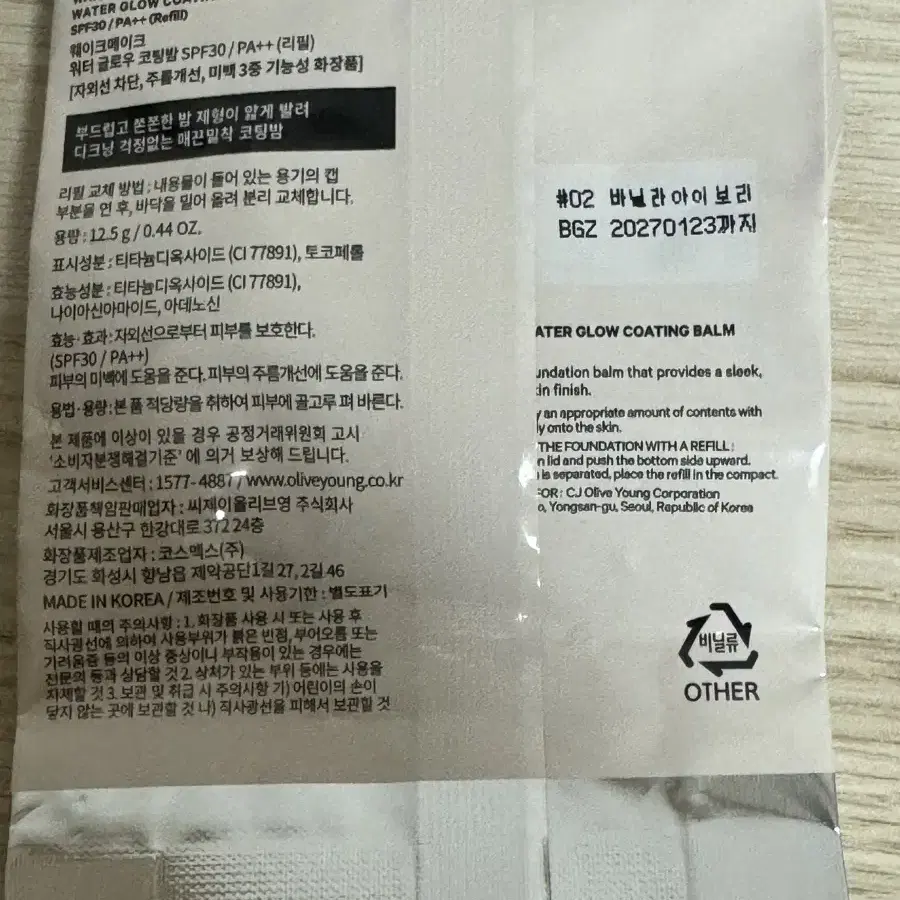 WATER GLOW COATING
SPF30 / PA++ (Refill)
웨이크메이크
워터 글로우 코팅밤 SPF30 / PA++ (리필)
[자외선 차단, 주름개선, 미백 3중 기능성 화장품]
부드럽고 쫀쫀한 밤 제형이 얇게 발려
다크닝 걱정없는 매끈밀착 코팅밤
리필 교체 방법 : 내용물이 들어 있는 용기의 캡
부분을 연 후, 바닥을 밀어 올려 분리 교체합니다.
용량 : 12.5 g / 0.44 OZ.
표시성분 : 티타늄디옥사이드 (CI 77891), 토코페롤
효능성분 : 티타늄디옥사이드 (CI 77891),
나이아신아마이드, 아데노신
효능·효과 : 자외선으로부터 피부를 보호한다.
(SPF30 / PA++)
피부의 미백에 도움을 준다. 피부의 주름개선에 도움을 준다.
용법·용량 : 본 품 적당량을 취하여 피부에 골고루 펴 바른다.
본 제품에 이상이 있을 경우 공정거래위원회 고시
'소비자분쟁해결기준' 에 의거 보상해 드립니다.
고객서비스센터 : 1577-4887 / www.oliveyoung.co.kr
화장품책임판매업자 : 씨제이올리브영 주식회사
서울시 용산구 한강대로 372 24층
화장품제조업자 : 코스맥스(주)
경기도 화성시 향남읍 제약공단1길 27, 2길 46
MADE IN KOREA / 제조번호 및 사용기한 : 별도표기
사용할 때의 주의사항 : 1. 화장품 사용 시 또는 사용 후
직사광선에 의하여 사용부위가 붉은 반점, 부어오름 또는
가려움증 등의 이상 증상이나 부작용이 있는 경우에는
전문의 등과 상담할 것 2. 상처가 있는 부위 등에는 사용을
자제할 것 3. 보관 및 취급 시 주의사항 가) 어린이의 손이
닿지 않는 곳에 보관할 것 나) 직사광선을 피해서 보관할 것
#02 바닐라아이보리
BGZ 20270123까지
ATER GLOW COATING BALM
undation balm that provides a sleek,
in finish.
y an appropriate amount of contents with
ly onto the skin.
THE FOUNDATION WITH A REFILL:
n lid and push the bottom side upward.
is separated, place the refill in the compact.
FOR : CJ Olive Young Corporation
o, Yongsan-gu, Seoul, Republic of Korea
비닐류
OTHER